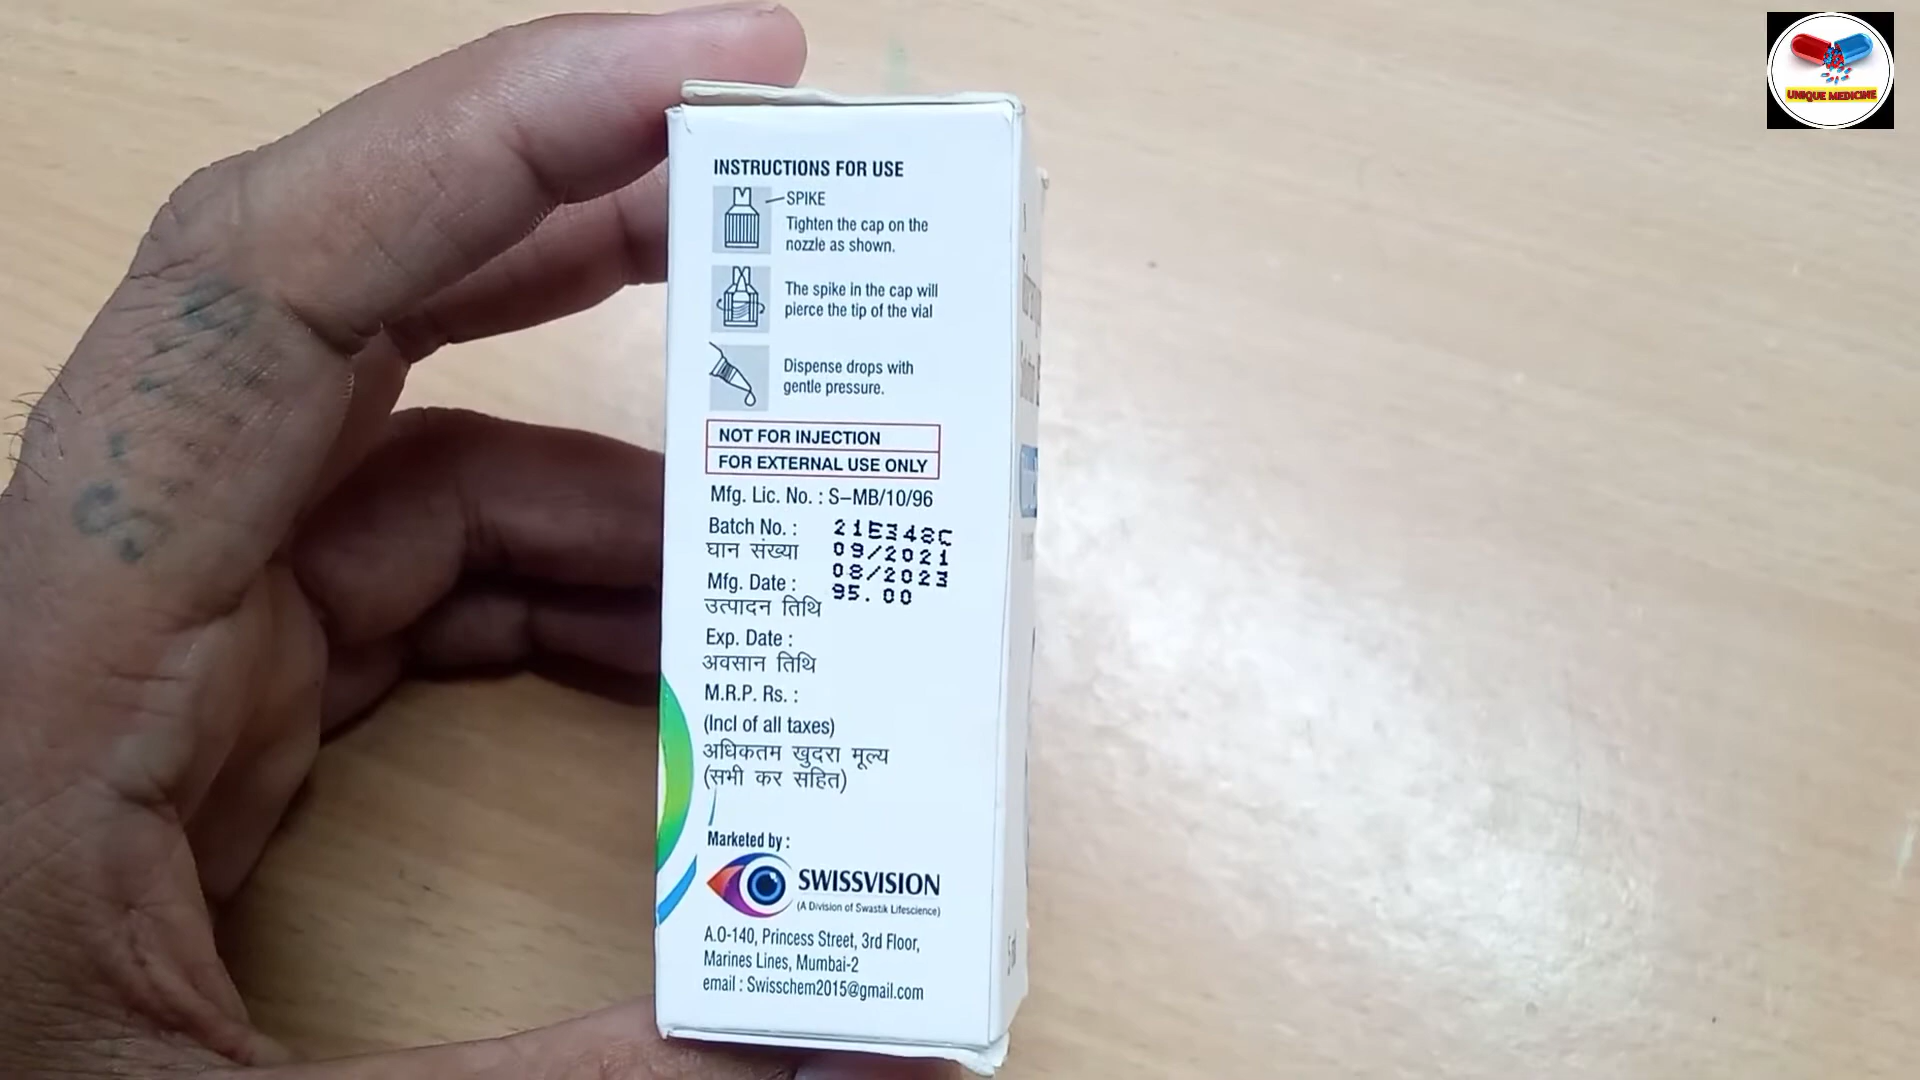 UNIQUE MEDICINE
INSTRUCTIONS FOR USE
SPIKE
Tighten the cap on the
nozzle as shown.
The spike in the cap will
pierce the tip of the vial
Dispense drops with
gentle pressure.
NOT FOR INJECTION
FOR EXTERNAL USE ONLY
Mfg. Lic. No. : S-MB/10/96
Batch No. : 21E348C
घान संख्या 09/2021
Mfg. Date : 08/2023
उत्पादन तिथि 95.00
Exp. Date :
अवसान तिथि
M.R.P. Rs. :
(Incl of all taxes)
अधिकतम खुदरा मूल्य
(सभी कर सहित)
Marketed by :
SWISSVISION
(A Division of Swastik Lifescience)
A.O-140, Princess Street, 3rd Floor,
Marines Lines, Mumbai-2
email : Swisschem2015@gmail.com
5 ml